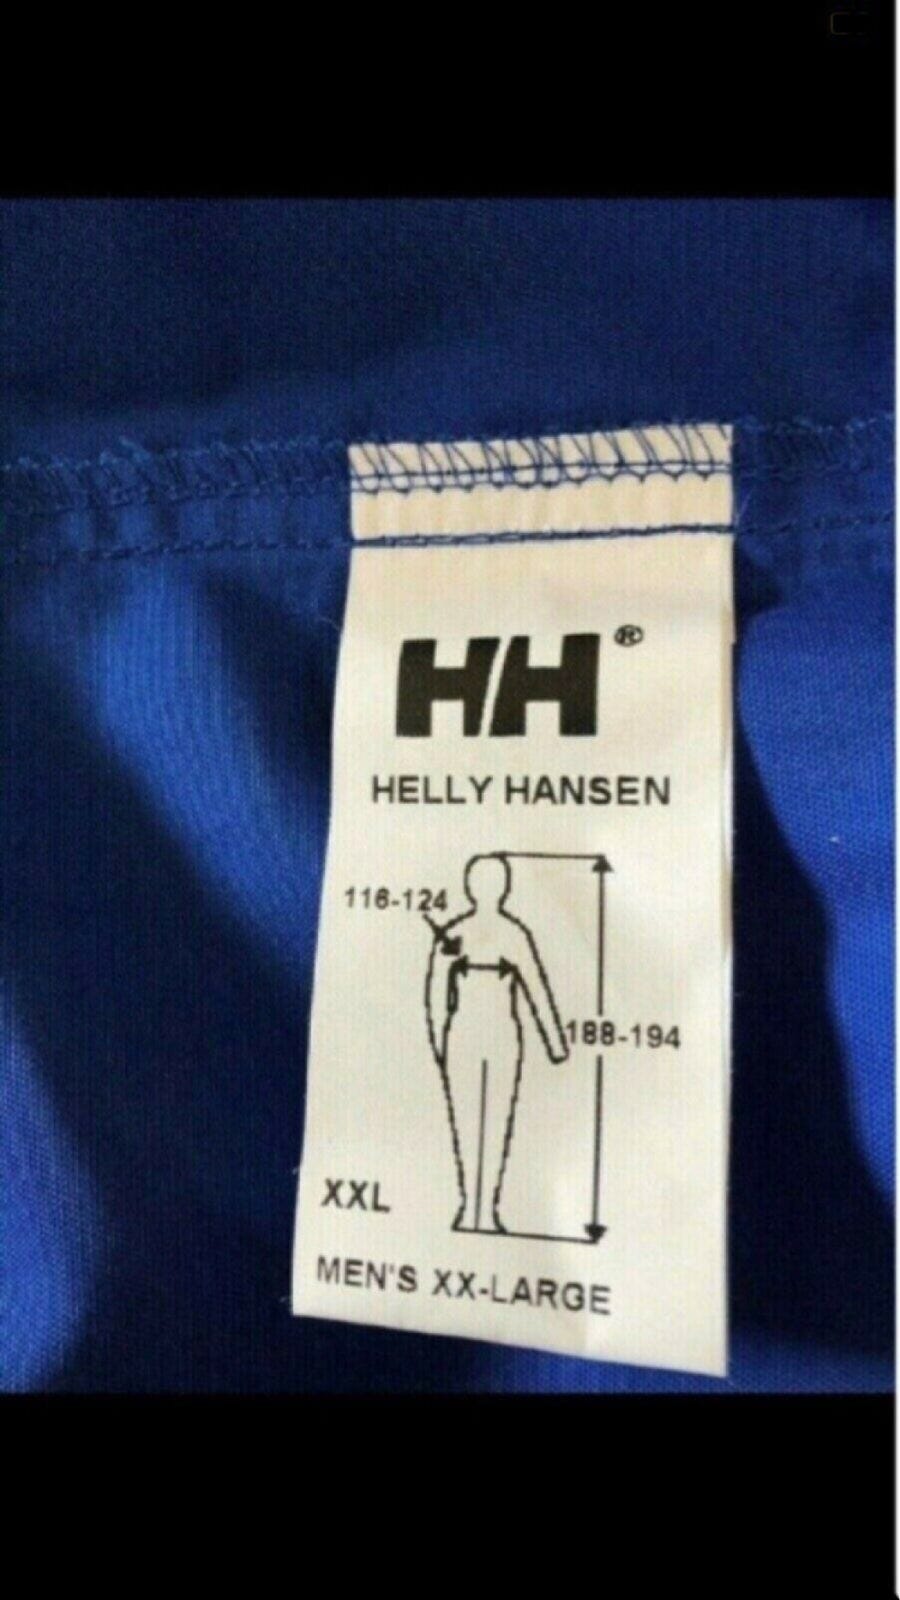 HH®
HELLY HANSEN
116-124
188-194
XXL
MEN'S XX-LARGE